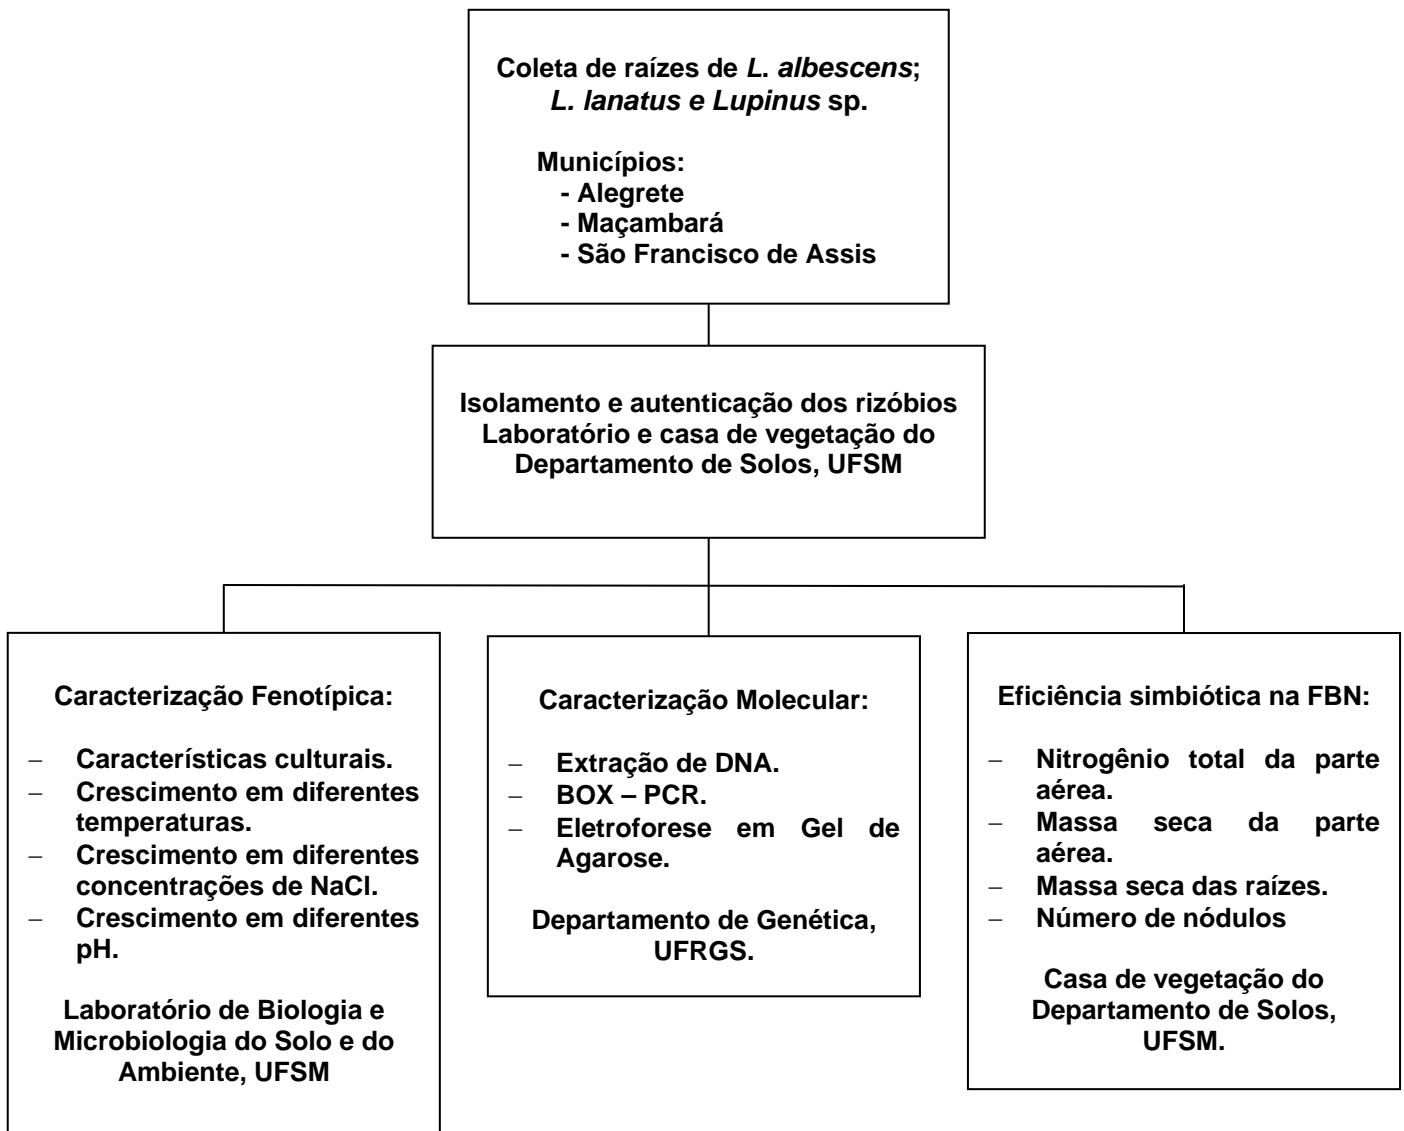 Coleta de raízes de L. albescens;
L. lanatus e Lupinus sp.
Municípios:
- Alegrete
- Maçambará
- São Francisco de Assis
Isolamento e autenticação dos rizóbios
Laboratório e casa de vegetação do
Departamento de Solos, UFSM
Caracterização Fenotípica:
– Características culturais.
– Crescimento em diferentes
temperaturas.
– Crescimento em diferentes
concentrações de NaCl.
– Crescimento em diferentes
pH.
Laboratório de Biologia e
Microbiologia do Solo e do
Ambiente, UFSM
Caracterização Molecular:
– Extração de DNA.
– BOX – PCR.
– Eletroforese em Gel de
Agarose.
Departamento de Genética,
UFRGS.
Eficiência simbiótica na FBN:
– Nitrogênio total da parte
aérea.
– Massa seca da parte
aérea.
– Massa seca das raízes.
– Número de nódulos
Casa de vegetação do
Departamento de Solos,
UFSM.